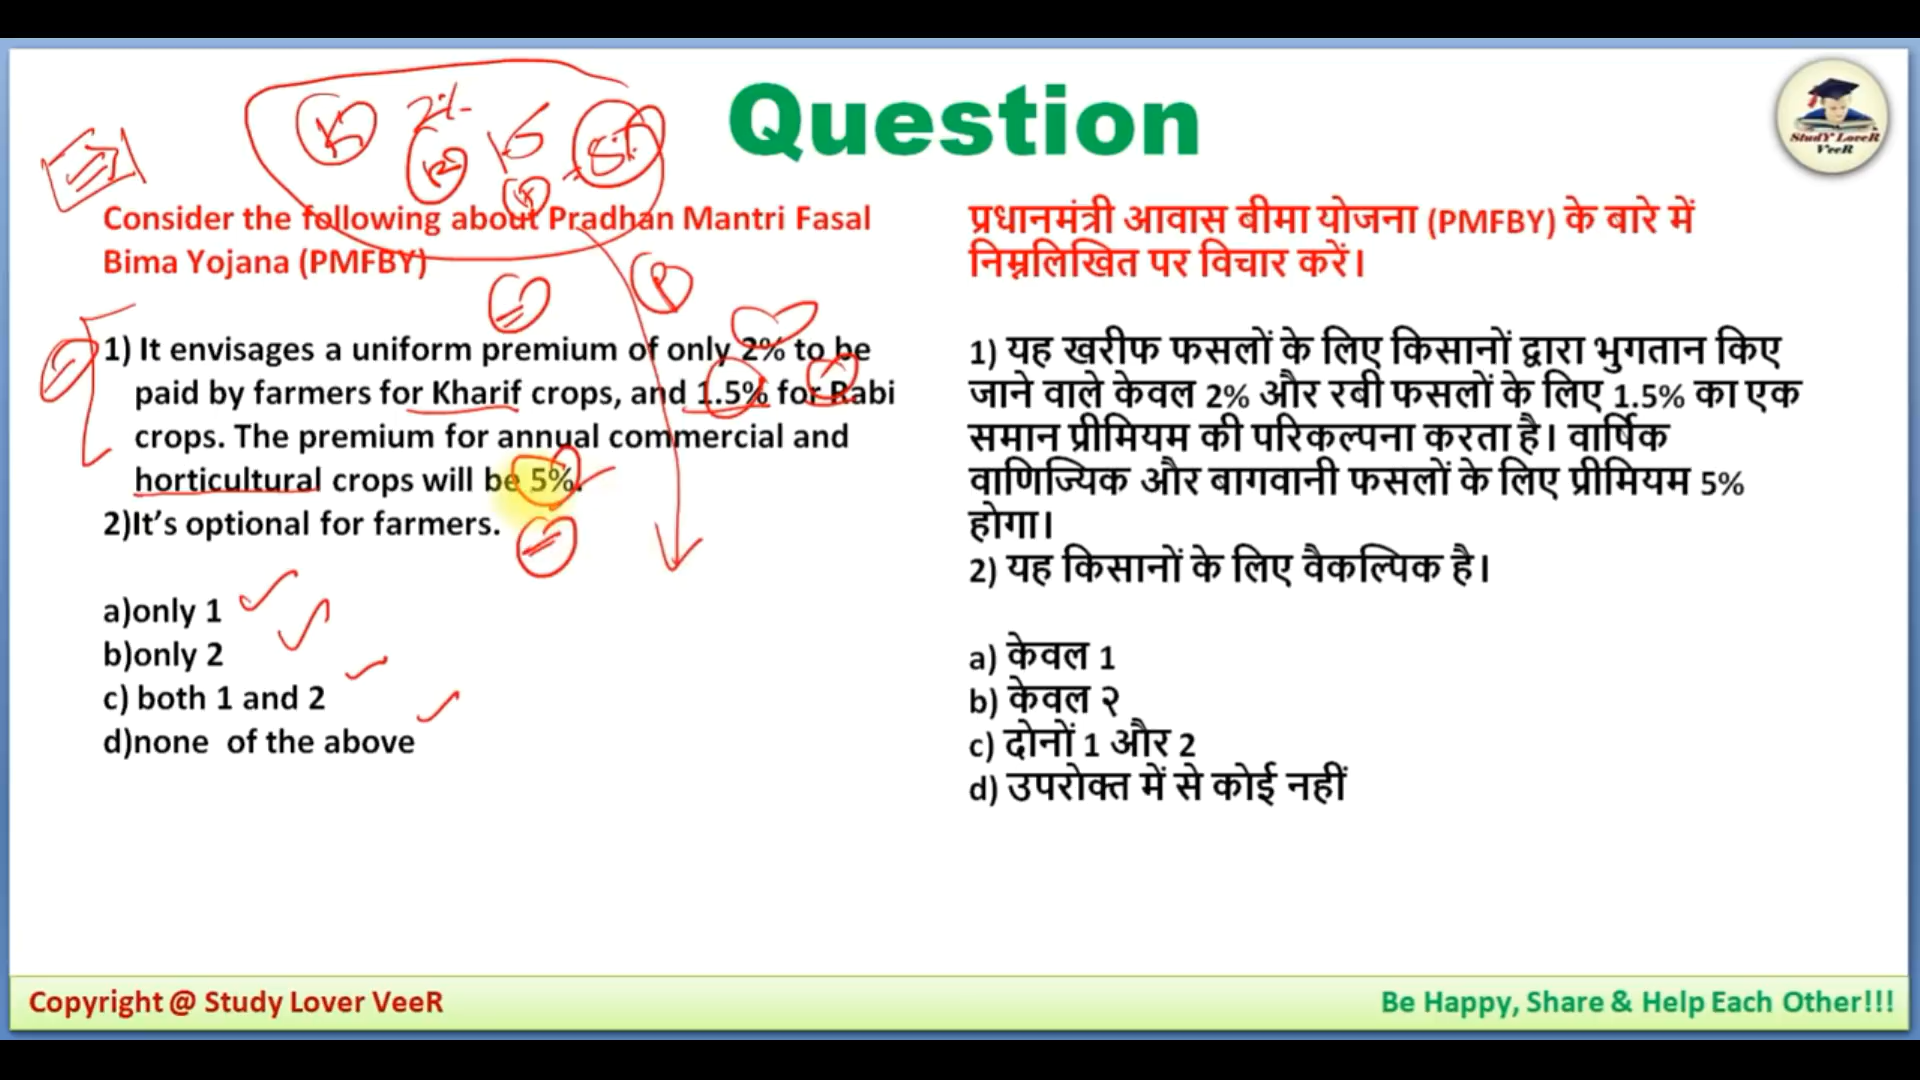 Question
StudY LoveR
VeeR
2%
Consider the following about Pradhan Mantri Fasal
Bima Yojana (PMFBY)
1) It envisages a uniform premium of only 2% to be
paid by farmers for Kharif crops, and 1.5% for Rabi
crops. The premium for annual commercial and
horticultural crops will be 5%.
2)It's optional for farmers.
a)only 1
b)only 2
c) both 1 and 2
d)none of the above
प्रधानमंत्री आवास बीमा योजना (PMFBY) के बारे में
निम्नलिखित पर विचार करें।
1) यह खरीफ फसलों के लिए किसानों द्वारा भुगतान किए
जाने वाले केवल 2% और रबी फसलों के लिए 1.5% का एक
समान प्रीमियम की परिकल्पना करता है। वार्षिक
वाणिज्यिक और बागवानी फसलों के लिए प्रीमियम 5%
होगा।
2) यह किसानों के लिए वैकल्पिक है।
a) केवल 1
b) केवल २
c) दोनों 1 और 2
d) उपरोक्त में से कोई नहीं
Copyright @ Study Lover VeeR
Be Happy, Share & Help Each Other!!!